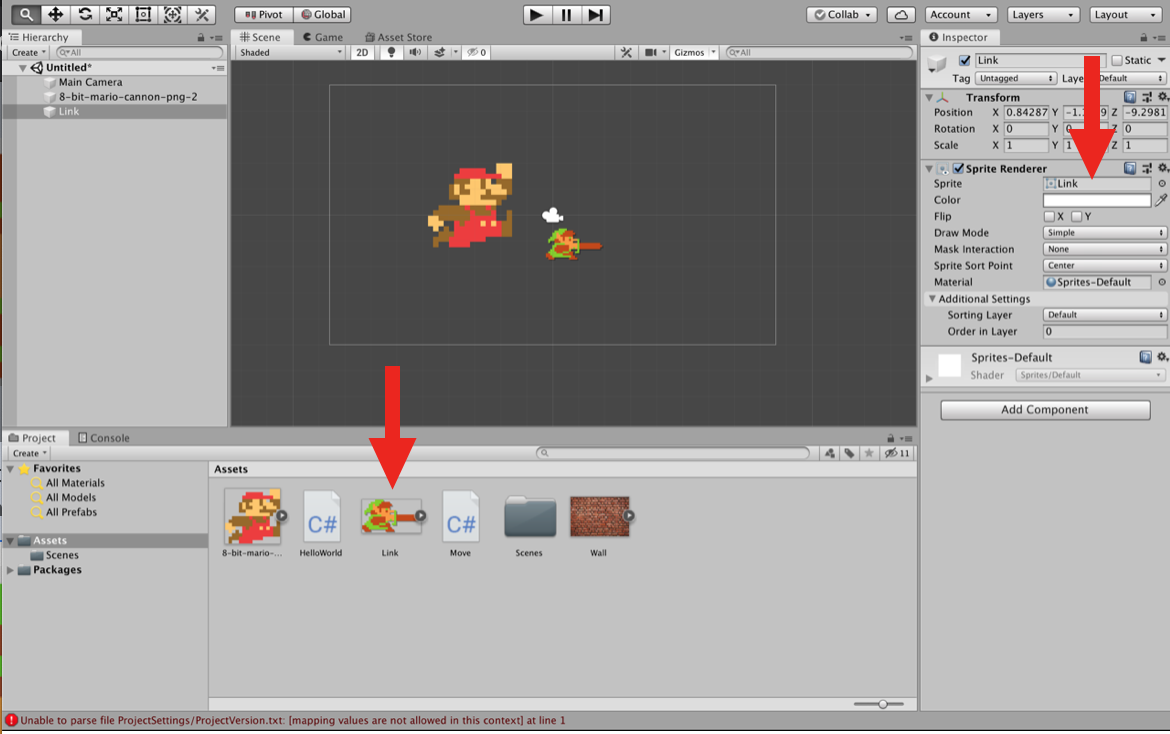 Pivot Global Collab Account Layers Layout
Hierarchy Scene Game Asset Store Inspector
Create All Shaded 2D 0 Gizmos All Link Static
Untitled* Tag Untagged Default
Main Camera Transform
8-bit-mario-cannon-png-2 Position X 0.84287 Y Z -9.2981
Link Rotation X 0 Y Z 0
Scale X 1 Y 1 Z 1
Sprite Renderer
Sprite Link
Color
Flip X Y
Draw Mode Simple
Mask Interaction None
Sprite Sort Point Center
Material Sprites-Default
Additional Settings
Sorting Layer Default
Order in Layer 0
Sprites-Default
Shader Sprites/Default
Add Component
Project Console
Create 11
Favorites Assets
All Materials
All Models
All Prefabs
Assets
Scenes
Packages
C# C#
8-bit-mario-... HelloWorld Link Move Scenes Wall
Unable to parse file ProjectSettings/ProjectVersion.txt: [mapping values are not allowed in this context] at line 1